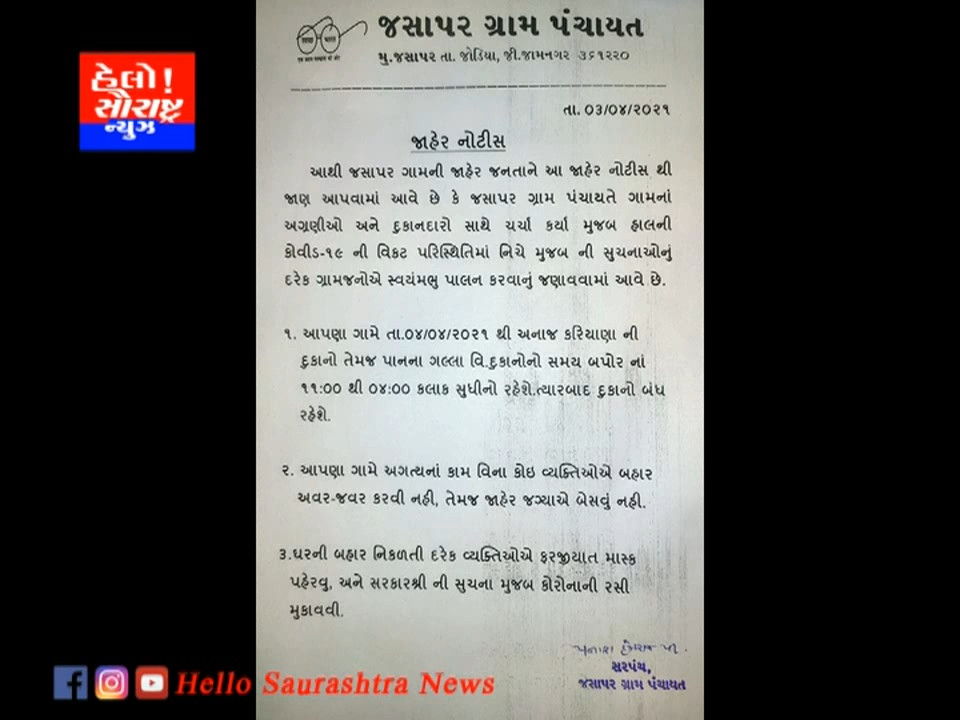 જસાપર ગ્રામ પંચાયત
મુ.જસાપર તા. જોડિયા, જી.જામનગર ૩૬૧૨૨૦
હેલો!
સૌરાષ્ટ્ર
ન્યુઝ
તા. ૦૩/૦૪/૨૦૨૧
જાહેર નોટીસ
આથી જસાપર ગામની જાહેર જનતાને આ જાહેર નોટીસ થી
જાણ આપવામાં આવે છે કે જસાપર ગ્રામ પંચાયતે ગામનાં
અગ્રણીઓ અને દુકાનદારો સાથે ચર્ચા કર્યા મુજબ હાલની
કોવીડ-૧૯ ની વિકટ પરિસ્થિતિમાં નિચે મુજબ ની સુચનાઓનું
દરેક ગ્રામજનોએ સ્વયંમભુ પાલન કરવાનું જણાવવામાં આવે છે.
૧. આપણા ગામે તા.૦૪/૦૪/૨૦૨૧ થી અનાજ કરિયાણા ની
દુકાનો તેમજ પાનના ગલ્લા વિ.દુકાનોનો સમય બપોર નાં
૧૧:૦૦ થી ૦૪:૦૦ કલાક સુધીનો રહેશે.ત્યારબાદ દુકાનો બંધ
રહેશે.
૨. આપણા ગામે અગત્યનાં કામ વિના કોઇ વ્યક્તિઓએ બહાર
અવર-જવર કરવી નહી, તેમજ જાહેર જગ્યાએ બેસવું નહી.
૩.ઘરની બહાર નિકળતી દરેક વ્યક્તિઓએ ફરજીયાત માસ્ક
પહેરવુ, અને સરકારશ્રી ની સુચના મુજબ કોરોનાની રસી
મુકાવવી.
સરપંચ,
જસાપર ગ્રામ પંચાયત
Hello Saurashtra News